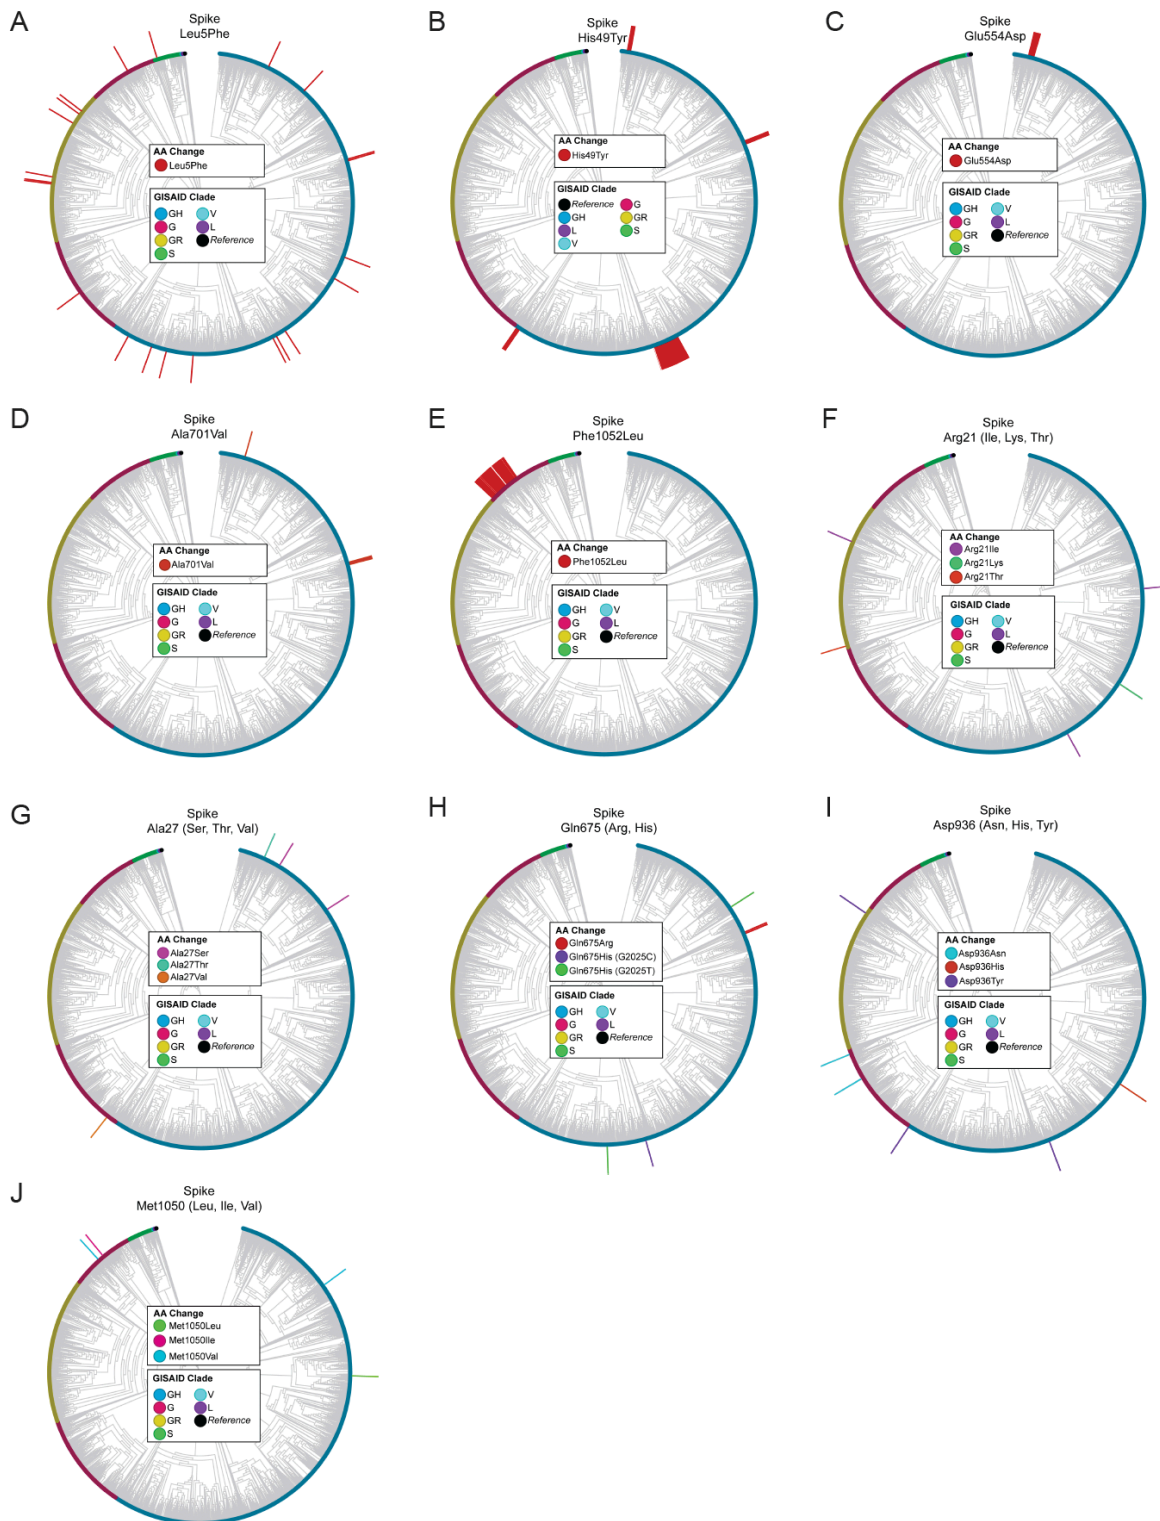 A
Spike
Leu5Phe
AA Change
Leu5Phe
GISAID Clade
GH V
G L
GR Reference
S
B
Spike
His49Tyr
AA Change
His49Tyr
GISAID Clade
Reference G
GH GR
L S
V
C
Spike
Glu554Asp
AA Change
Glu554Asp
GISAID Clade
GH V
G L
GR Reference
S
D
Spike
Ala701Val
AA Change
Ala701Val
GISAID Clade
GH V
G L
GR Reference
S
E
Spike
Phe1052Leu
AA Change
Phe1052Leu
GISAID Clade
GH V
G L
GR Reference
S
F
Spike
Arg21 (Ile, Lys, Thr)
AA Change
Arg21Ile
Arg21Lys
Arg21Thr
GISAID Clade
GH V
G L
GR Reference
S
G
Spike
Ala27 (Ser, Thr, Val)
AA Change
Ala27Ser
Ala27Thr
Ala27Val
GISAID Clade
GH V
G L
GR Reference
S
H
Spike
Gln675 (Arg, His)
AA Change
Gln675Arg
Gln675His (G2025C)
Gln675His (G2025T)
GISAID Clade
GH V
G L
GR Reference
S
I
Spike
Asp936 (Asn, His, Tyr)
AA Change
Asp936Asn
Asp936His
Asp936Tyr
GISAID Clade
GH V
G L
GR Reference
S
J
Spike
Met1050 (Leu, Ile, Val)
AA Change
Met1050Leu
Met1050Ile
Met1050Val
GISAID Clade
GH V
G L
GR Reference
S